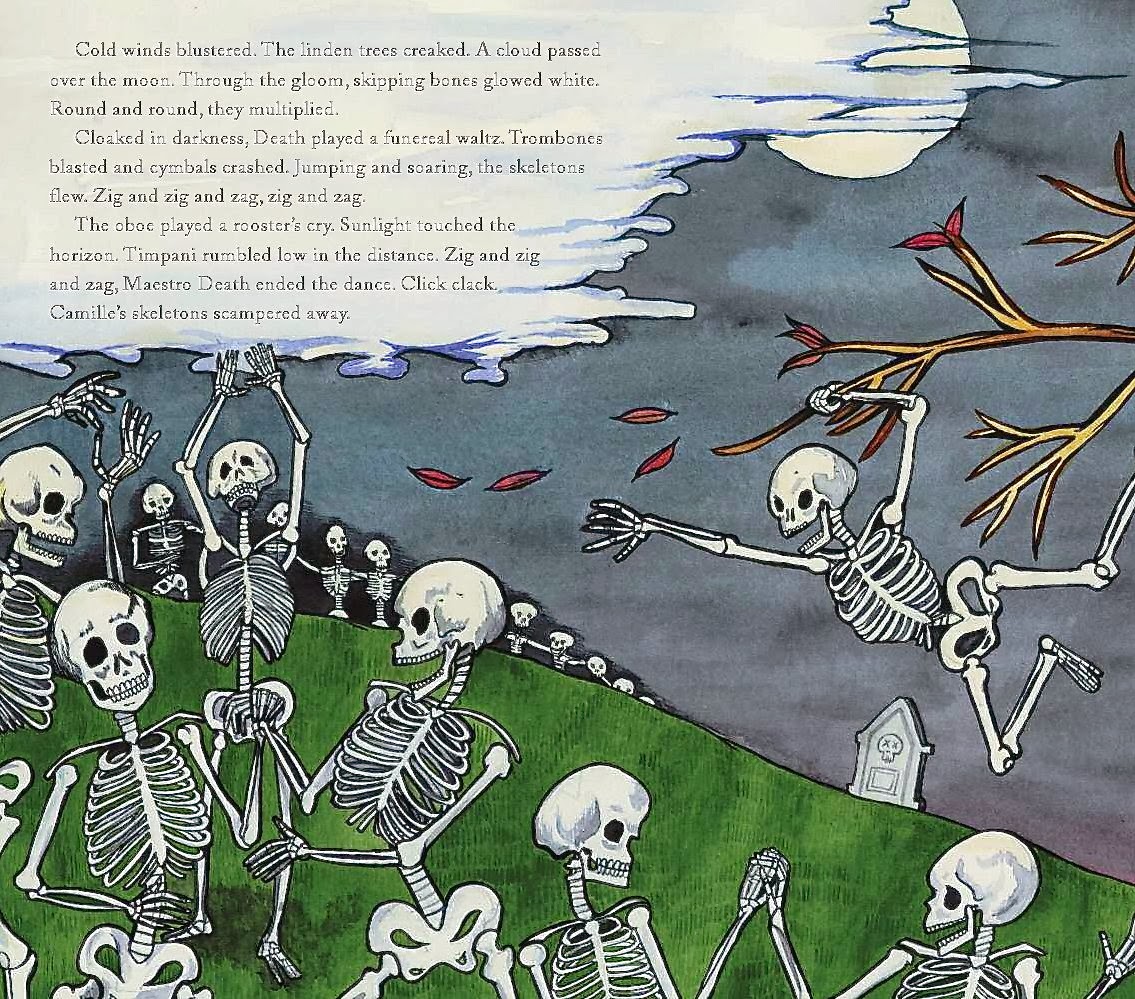 Cold winds blustered. The linden trees creaked. A cloud passed
over the moon. Through the gloom, skipping bones glowed white.
Round and round, they multiplied.
Cloaked in darkness, Death played a funereal waltz. Trombones
blasted and cymbals crashed. Jumping and soaring, the skeletons
flew. Zig and zig and zag, zig and zag.
The oboe played a rooster's cry. Sunlight touched the
horizon. Timpani rumbled low in the distance. Zig and zig
and zag, Maestro Death ended the dance. Click clack.
Camille's skeletons scampered away.